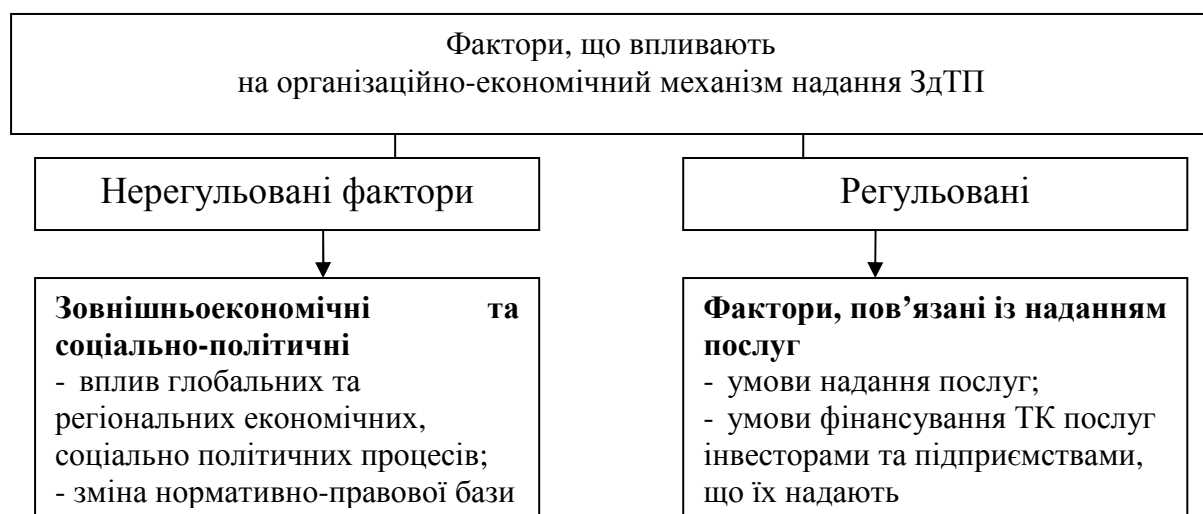 Фактори, що впливають
на організаційно-економічний механізм надання ЗдТП
Нерегульовані фактори
Регульовані
Зовнішньоекономічні та
соціально-політичні
- вплив глобальних та
регіональних економічних,
соціально політичних процесів;
- зміна нормативно-правової бази
Фактори, пов’язані із наданням
послуг
- умови надання послуг;
- умови фінансування ТК послуг
інвесторами та підприємствами,
що їх надають